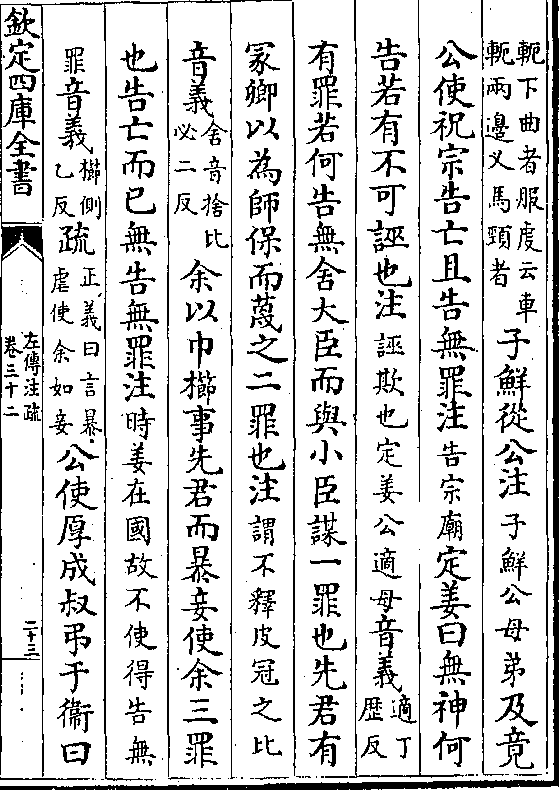 軛下曲者服虔云車
軛兩邊叉馬頸者
子鮮從公注子鮮公母弟及竟
公使祝宗告亡且告無罪注告宗廟定姜曰無神何
告若有不可誣也注誣欺也定姜公適母音義適丁
歴反
有罪若何告無舍大臣而與小臣謀一罪也先君有
冡卿以為師保而蔑之二罪也注謂不釋皮冠之比
音義舍音捨比
必二反
余以巾櫛事先君而暴妾使余三罪
也告亡而已無告無罪注時姜在國故不使得告無
罪音義櫛側
乙反
疏正義曰言暴
虐使余如妾
公使厚成叔弔于衞曰
欽定四庫全書
左傳注疏
卷三十二
二十三